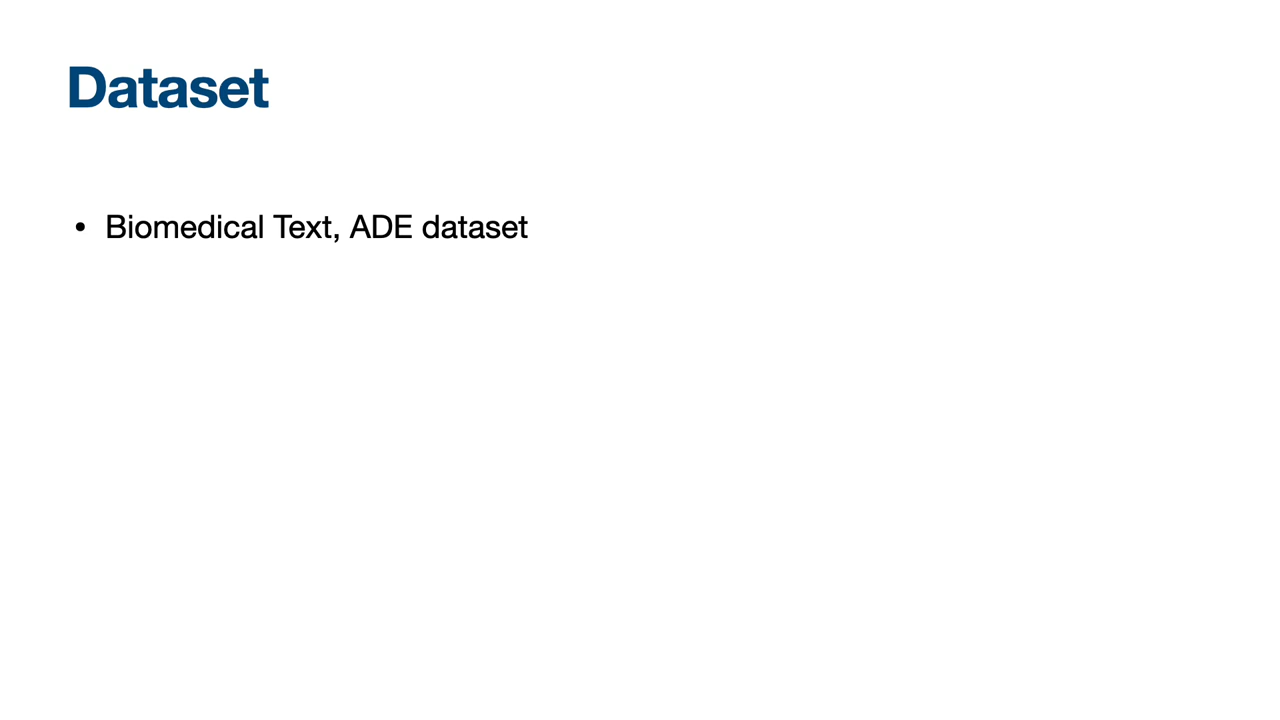 Dataset
• Biomedical Text, ADE dataset